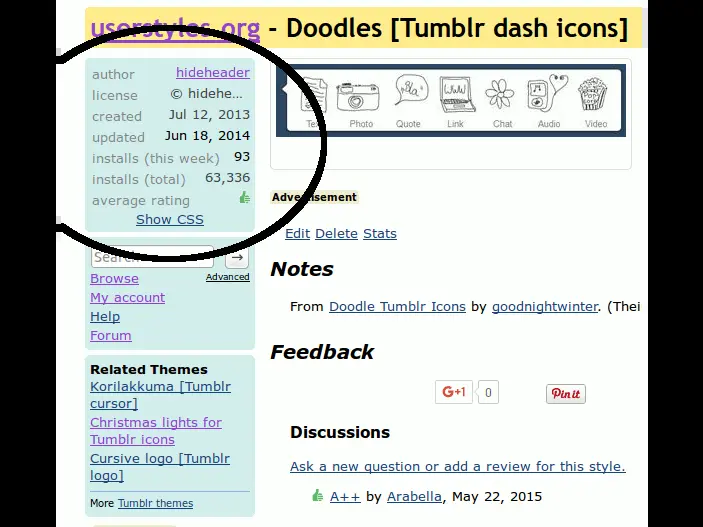 userstyles.org - Doodles [Tumblr dash icons]
author hideheader
license © hidehe...
created Jul 12, 2013
updated Jun 18, 2014
installs (this week) 93
installs (total) 63,336
average rating
Show CSS
Search
Browse Advanced
My account
Help
Forum
Related Themes
Korilakkuma [Tumblr
cursor]
Christmas lights for
Tumblr icons
Cursive logo [Tumblr
logo]
More Tumblr themes
Photo Quote Link Chat Audio Video
Advertisement
Edit Delete Stats
Notes
From Doodle Tumblr Icons by goodnightwinter. (Thei
Feedback
G+1 0 Pin it
Discussions
Ask a new question or add a review for this style.
A++ by Arabella, May 22, 2015